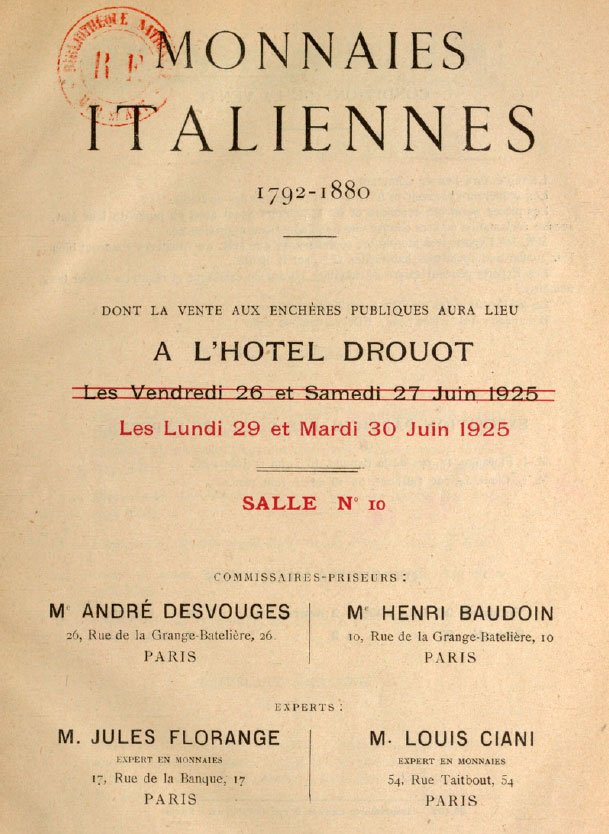 MONNAIES
ITALIENNES
1792-1880
DONT LA VENTE AUX ENCHÈRES PUBLIQUES AURA LIEU
A L'HOTEL DROUOT
Les Vendredi 26 et Samedi 27 Juin 1925
Les Lundi 29 et Mardi 30 Juin 1925
SALLE N° 10
COMMISSAIRES-PRISEURS :
Me ANDRÉ DESVOUGES
26, Rue de la Grange-Batelière, 26
PARIS
Me HENRI BAUDOIN
10, Rue de la Grange-Batelière, 10
PARIS
EXPERTS :
M. JULES FLORANGE
EXPERT EN MONNAIES
17, Rue de la Banque, 17
PARIS
M. LOUIS CIANI
EXPERT EN MONNAIES
54, Rue Taitbout, 54
PARIS